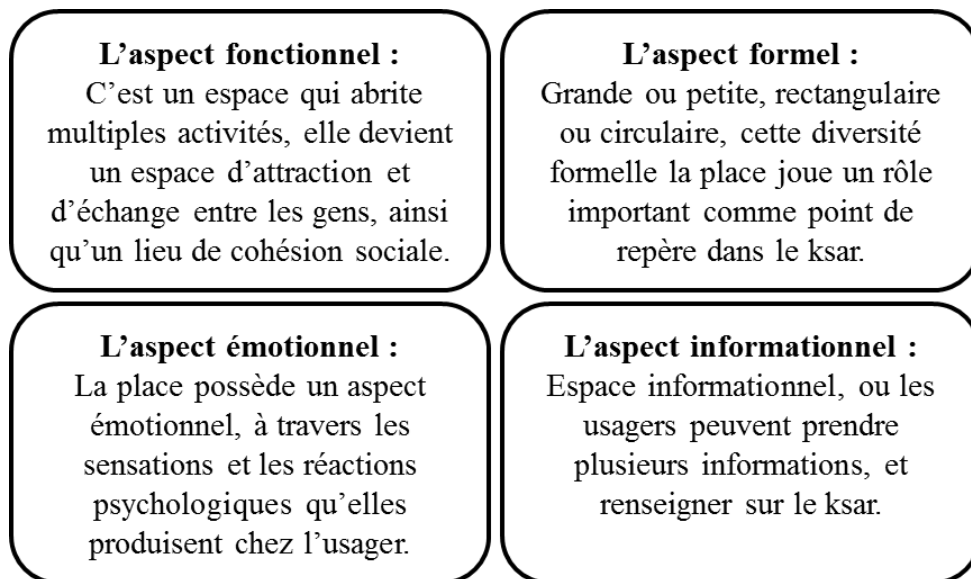 L’aspect fonctionnel :
C’est un espace qui abrite
multiples activités, elle devient
un espace d’attraction et
d’échange entre les gens, ainsi
qu’un lieu de cohésion sociale.
L’aspect formel :
Grande ou petite, rectangulaire
ou circulaire, cette diversité
formelle la place joue un rôle
important comme point de
repère dans le ksar.
L’aspect émotionnel :
La place possède un aspect
émotionnel, à travers les
sensations et les réactions
psychologiques qu’elles
produisent chez l’usager.
L’aspect informationnel :
Espace informationnel, ou les
usagers peuvent prendre
plusieurs informations, et
renseigner sur le ksar.